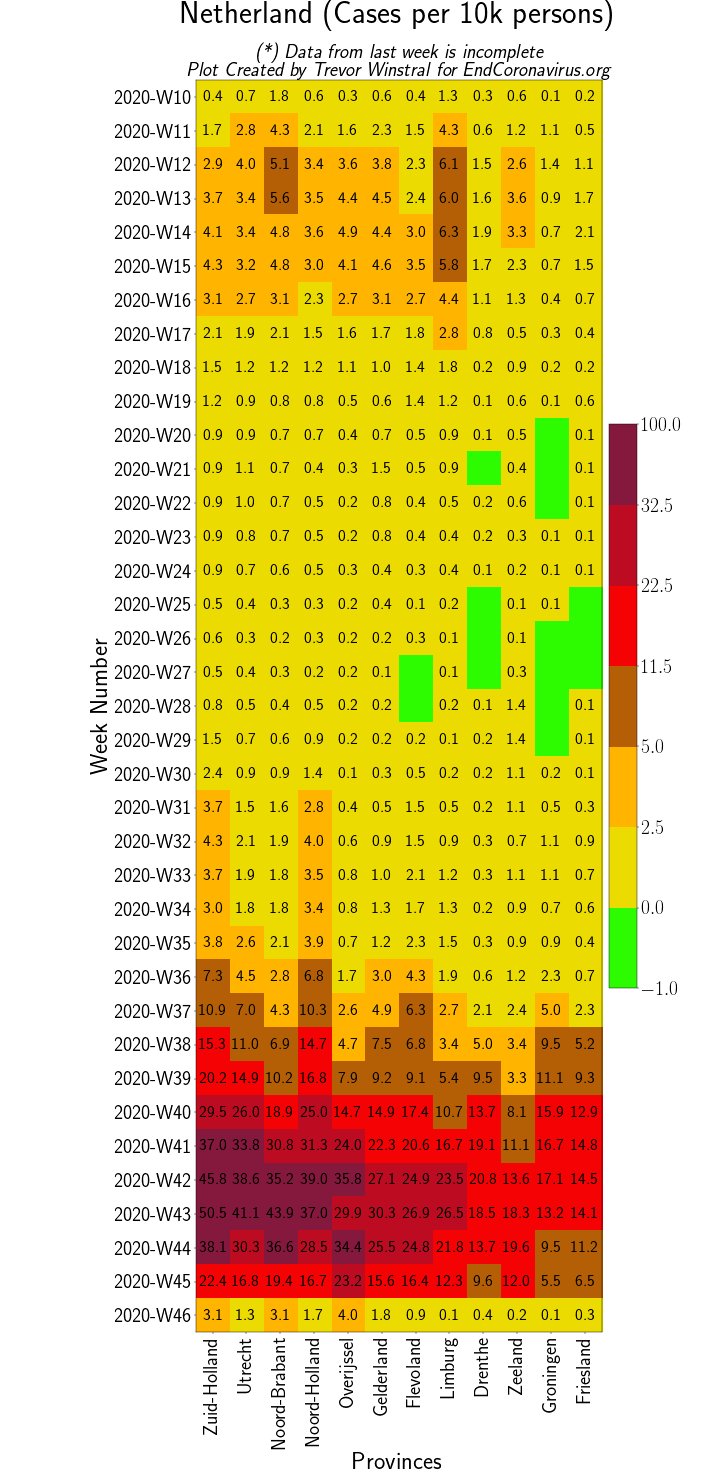 Netherland (Cases per 10k persons)
(*) Data from last week is incomplete
Plot Created by Trevor Winstral for EndCoronavirus.org
2020-W10 0.4 0.7 1.8 0.6 0.3 0.6 0.4 1.3 0.3 0.6 0.1 0.2
2020-W11 1.7 2.8 4.3 2.1 1.6 2.3 1.5 4.3 0.6 1.2 1.1 0.5
2020-W12 2.9 4.0 5.1 3.4 3.6 3.8 2.3 6.1 1.5 2.6 1.4 1.1
2020-W13 3.7 3.4 5.6 3.5 4.4 4.5 2.4 6.0 1.6 3.6 0.9 1.7
2020-W14 4.1 3.4 4.8 3.6 4.9 4.4 3.0 6.3 1.9 3.3 0.7 2.1
2020-W15 4.3 3.2 4.8 3.0 4.1 4.6 3.5 5.8 1.7 2.3 0.7 1.5
2020-W16 3.1 2.7 3.1 2.3 2.7 3.1 2.7 4.4 1.1 1.3 0.4 0.7
2020-W17 2.1 1.9 2.1 1.5 1.6 1.7 1.8 2.8 0.8 0.5 0.3 0.4
2020-W18 1.5 1.2 1.2 1.2 1.1 1.0 1.4 1.8 0.2 0.9 0.2 0.2
2020-W19 1.2 0.9 0.8 0.8 0.5 0.6 1.4 1.2 0.1 0.6 0.1 0.6
2020-W20 0.9 0.9 0.7 0.7 0.4 0.7 0.5 0.9 0.1 0.5 0.1
2020-W21 0.9 1.1 0.7 0.4 0.3 1.5 0.5 0.9 0.4 0.1
2020-W22 0.9 1.0 0.7 0.5 0.2 0.8 0.4 0.5 0.2 0.6 0.1
2020-W23 0.9 0.8 0.7 0.5 0.2 0.8 0.4 0.4 0.2 0.3 0.1 0.1
2020-W24 0.9 0.7 0.6 0.5 0.3 0.4 0.3 0.4 0.1 0.2 0.1 0.1
2020-W25 0.5 0.4 0.3 0.3 0.2 0.4 0.1 0.2 0.1 0.1
2020-W26 0.6 0.3 0.2 0.3 0.2 0.2 0.3 0.1 0.1
2020-W27 0.5 0.4 0.3 0.2 0.2 0.1 0.1 0.3
2020-W28 0.8 0.5 0.4 0.5 0.2 0.2 0.2 0.1 1.4 0.1
2020-W29 1.5 0.7 0.6 0.9 0.2 0.2 0.2 0.1 0.2 1.4 0.1
2020-W30 2.4 0.9 0.9 1.4 0.1 0.3 0.5 0.2 0.2 1.1 0.2 0.1
2020-W31 3.7 1.5 1.6 2.8 0.4 0.5 1.5 0.5 0.2 1.1 0.5 0.3
2020-W32 4.3 2.1 1.9 4.0 0.6 0.9 1.5 0.9 0.3 0.7 1.1 0.9
2020-W33 3.7 1.9 1.8 3.5 0.8 1.0 2.1 1.2 0.3 1.1 1.1 0.7
2020-W34 3.0 1.8 1.8 3.4 0.8 1.3 1.7 1.3 0.2 0.9 0.7 0.6
2020-W35 3.8 2.6 2.1 3.9 0.7 1.2 2.3 1.5 0.3 0.9 0.9 0.4
2020-W36 7.3 4.5 2.8 6.8 1.7 3.0 4.3 1.9 0.6 1.2 2.3 0.7
2020-W37 10.9 7.0 4.3 10.3 2.6 4.9 6.3 2.7 2.1 2.4 5.0 2.3
2020-W38 15.3 11.0 6.9 14.7 4.7 7.5 6.8 3.4 5.0 3.4 9.5 5.2
2020-W39 20.2 14.9 10.2 16.8 7.9 9.2 9.1 5.4 9.5 3.3 11.1 9.3
2020-W40 29.5 26.0 18.9 25.0 14.7 14.9 17.4 10.7 13.7 8.1 15.9 12.9
2020-W41 37.0 33.8 30.8 31.3 24.0 22.3 20.6 16.7 19.1 11.1 16.7 14.8
2020-W42 45.8 38.6 35.2 39.0 35.8 27.1 24.9 23.5 20.8 13.6 17.1 14.5
2020-W43 50.5 41.1 43.9 37.0 29.9 30.3 26.9 26.5 18.5 18.3 13.2 14.1
2020-W44 38.1 30.3 36.6 28.5 34.4 25.5 24.8 21.8 13.7 19.6 9.5 11.2
2020-W45 22.4 16.8 19.4 16.7 23.2 15.6 16.4 12.3 9.6 12.0 5.5 6.5
2020-W46 3.1 1.3 3.1 1.7 4.0 1.8 0.9 0.1 0.4 0.2 0.1 0.3
Week Number
Zuid-Holland
Utrecht
Noord-Brabant
Noord-Holland
Overijssel
Gelderland
Flevoland
Limburg
Drenthe
Zeeland
Groningen
Friesland
Provinces
100.0
32.5
22.5
11.5
5.0
2.5
0.0
−1.0